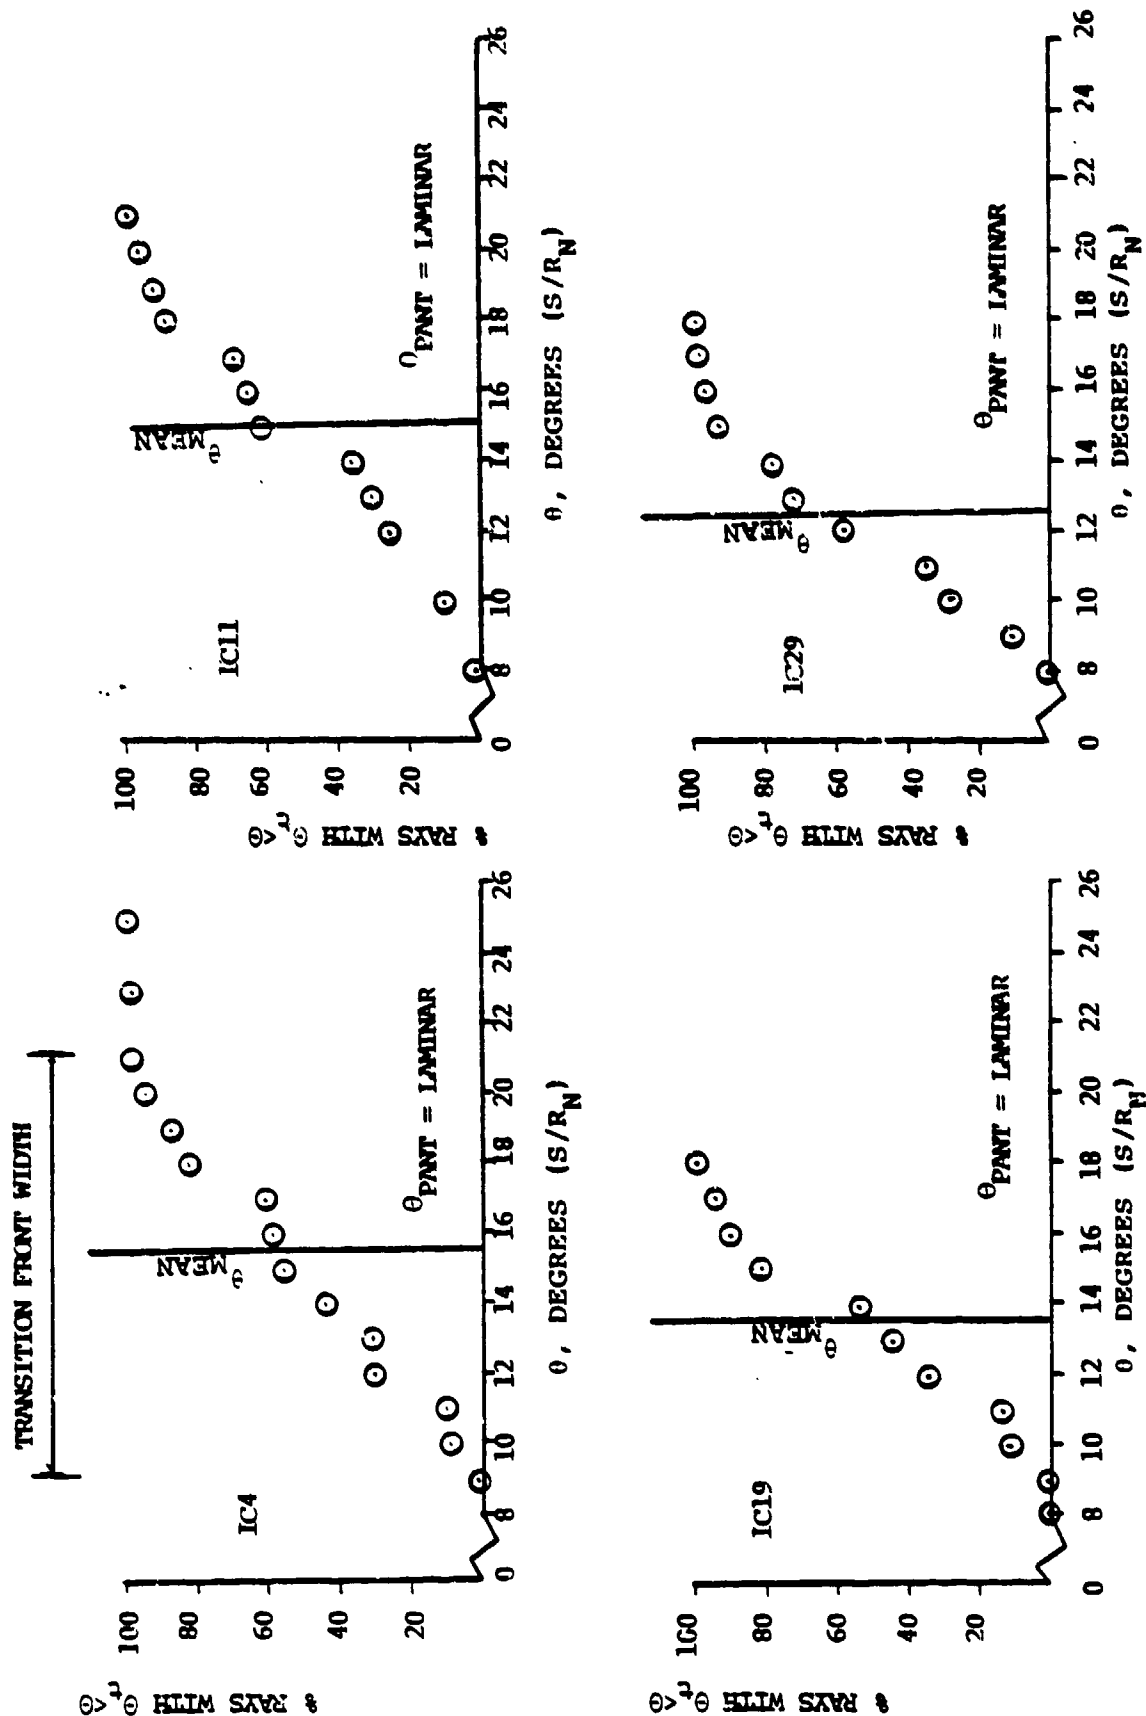 TRANSITION FRONT WIDTH
% RAYS WITH θt<θ
100
80
60
40
20
IC4
θMEAN
θPANT = LAMINAR
0 8 10 12 14 16 18 20 22 24 26
θ, DEGREES (S/RN)
% RAYS WITH θt<θ
100
80
60
40
20
IC11
θMEAN
θPANT = LAMINAR
0 8 10 12 14 16 18 20 22 24 26
θ, DEGREES (S/RN)
% RAYS WITH θt<θ
100
80
60
40
20
IC19
θMEAN
θPANT = LAMINAR
0 8 10 12 14 16 18 20 22 24 26
θ, DEGREES (S/RN)
% RAYS WITH θt<θ
100
80
60
40
20
IC29
θMEAN
θPANT = LAMINAR
0 8 10 12 14 16 18 20 22 24 26
θ, DEGREES (S/RN)